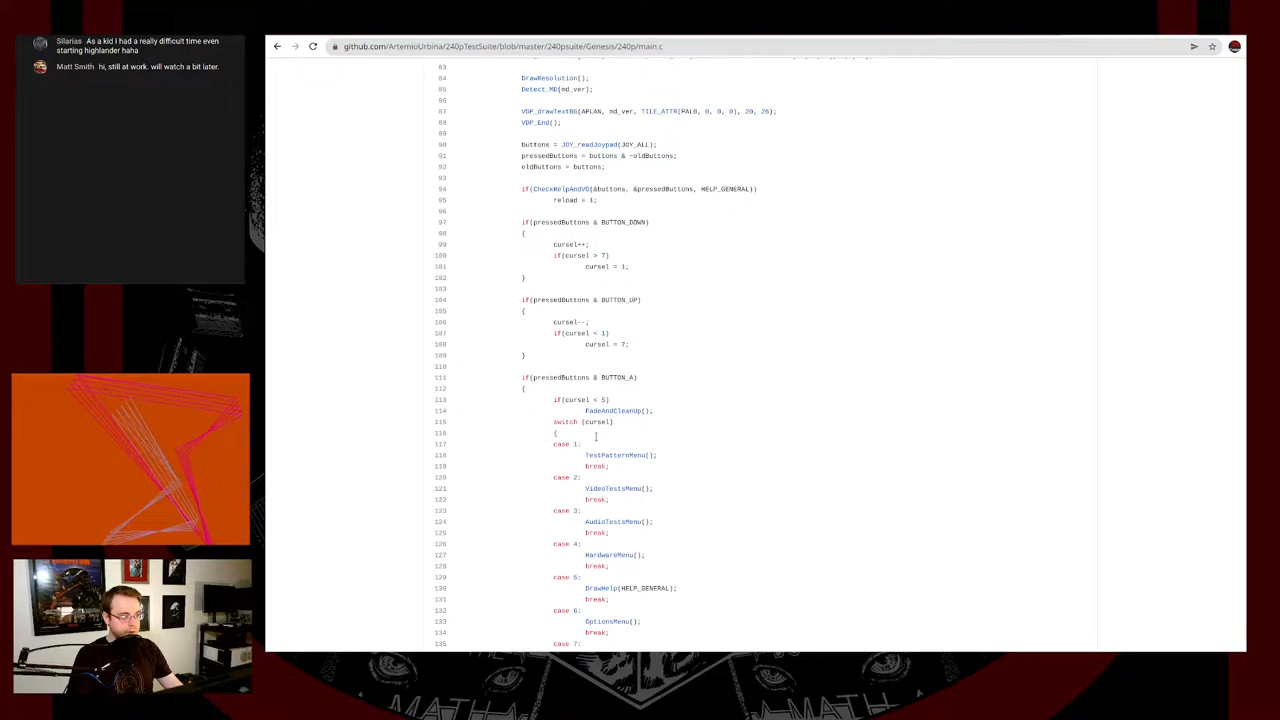 Silarias As a kId I had a really difficult time even
starting highlander haha
Matt Smith hi, still at work. will watch a bit later.
github.com/ArtemioUrbina/240pTestSuite/blob/master/240psuite/Genesis/240p/main.c
83
84 DrawResolution();
85 Detect_MD(md_ver);
86
87 VDP_drawTextBG(APLAN, md_ver, TILE_ATTR(PAL0, 0, 0, 0), 20, 26);
88 VDP_End();
89
90 buttons = JOY_readJoypad(JOY_ALL);
91 pressedButtons = buttons & ~oldButtons;
92 oldButtons = buttons;
93
94 if(CheckHelpAndVO(&buttons, &pressedButtons, HELP_GENERAL))
95 reload = 1;
96
97 if(pressedButtons & BUTTON_DOWN)
98 {
99 cursel++;
100 if(cursel > 7)
101 cursel = 1;
102 }
103
104 if(pressedButtons & BUTTON_UP)
105 {
106 cursel--;
107 if(cursel < 1)
108 cursel = 7;
109 }
110
111 if(pressedButtons & BUTTON_A)
112 {
113 if(cursel < 5)
114 FadeAndCleanUp();
115 switch (cursel)
116 {
117 case 1:
118 TestPatternMenu();
119 break;
120 case 2:
121 VideoTestsMenu();
122 break;
123 case 3:
124 AudioTestsMenu();
125 break;
126 case 4:
127 HardwareMenu();
128 break;
129 case 5:
130 DrawHelp(HELP_GENERAL);
131 break;
132 case 6:
133 OptionsMenu();
134 break;
135 case 7: